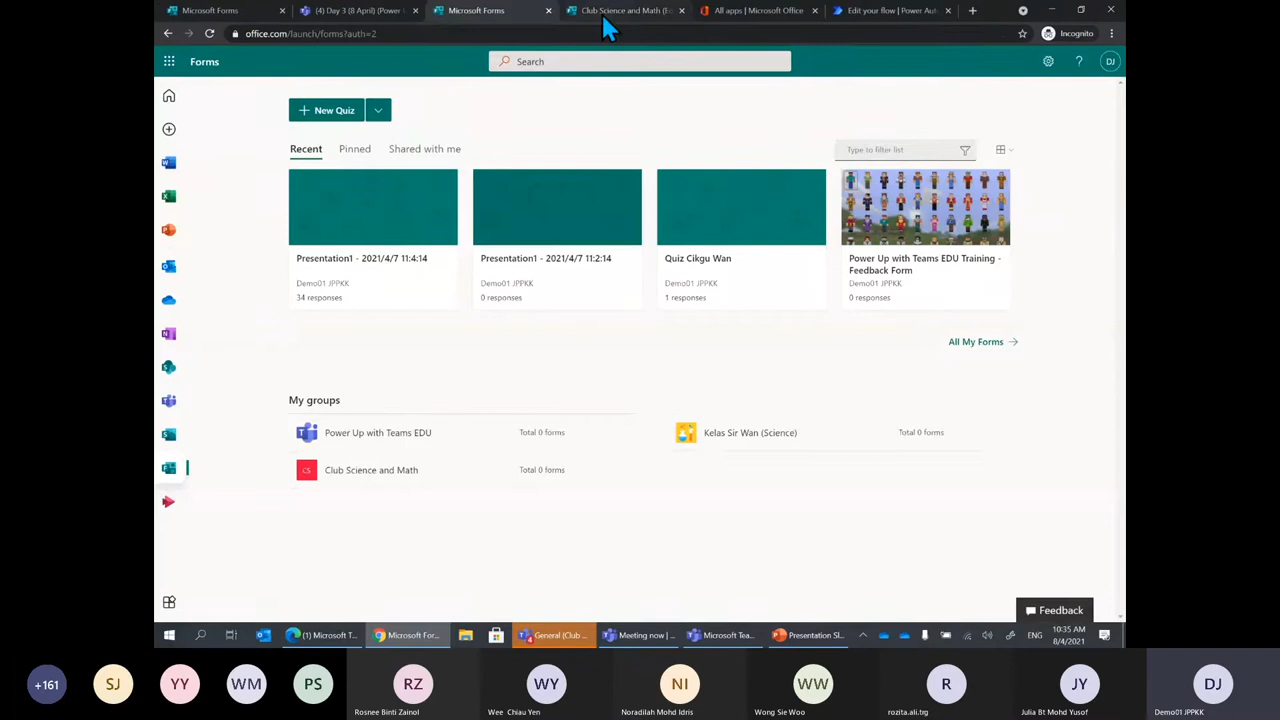 Microsoft Forms
(4) Day 3 (8 April) (Power
Microsoft Forms
Club Science and Math (E
All apps | Microsoft Office
Edit your flow | Power Aut
office.com/launch/forms?auth=2
Incognito
Forms
Search
DJ
New Quiz
Recent
Pinned
Shared with me
Type to filter list
Presentation1 - 2021/4/7 11:4:14
Demo01 JPPKK
34 responses
Presentation1 - 2021/4/7 11:2:14
Demo01 JPPKK
0 responses
Quiz Cikgu Wan
Demo01 JPPKK
1 responses
Power Up with Teams EDU Training -
Feedback Form
Demo01 JPPKK
0 responses
All My Forms
My groups
Power Up with Teams EDU
Total 0 forms
Kelas Sir Wan (Science)
Total 0 forms
CS
Club Science and Math
Total 0 forms
Feedback
(1) Microsoft T...
Microsoft For...
General (Club ...
Meeting now | ...
Microsoft Tea...
Presentation Sl...
ENG
10:35 AM
8/4/2021
+161
SJ
YY
WM
PS
RZ
Rosnee Binti Zainol
WY
Wee Chiau Yen
NI
Noradilah Mohd Idris
WW
Wong Sie Woo
R
rozita.ali.trg
JY
Julia Bt Mohd Yusof
DJ
Demo01 JPPKK